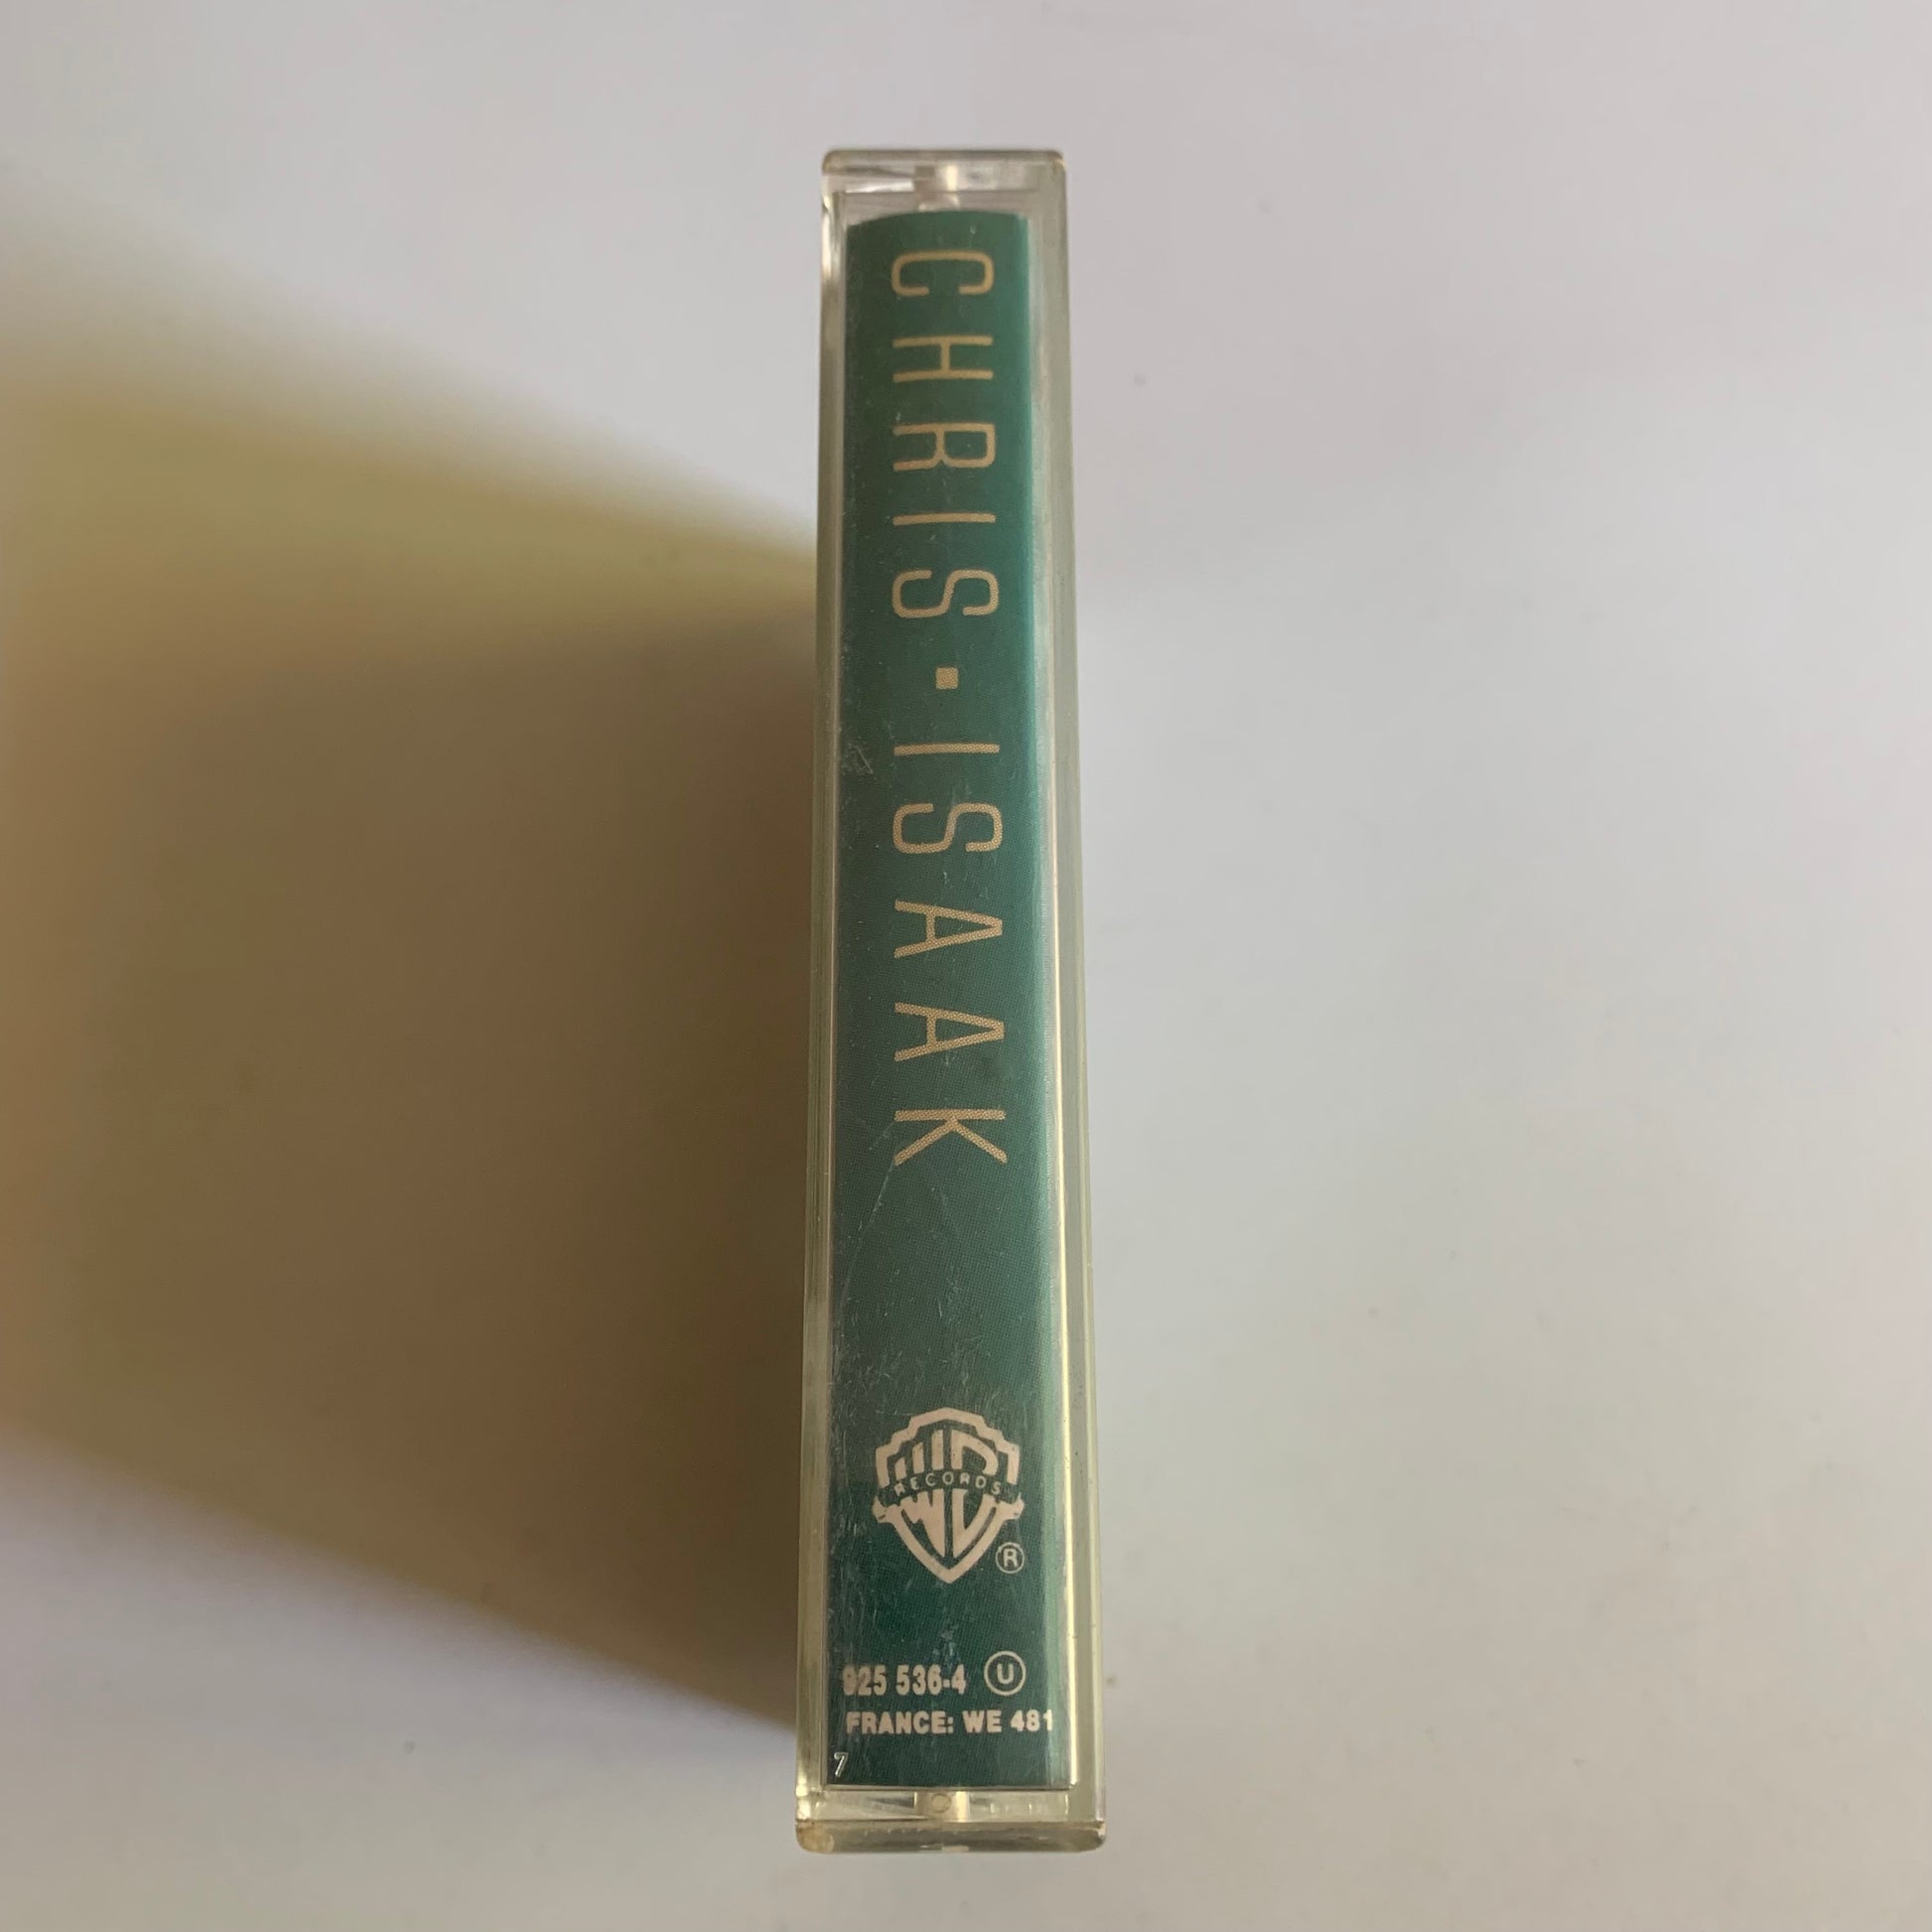 CHRIS▪ISAAK
WB
RECORDS
®
925 536-4 Ⓤ
FRANCE: WE 481
7